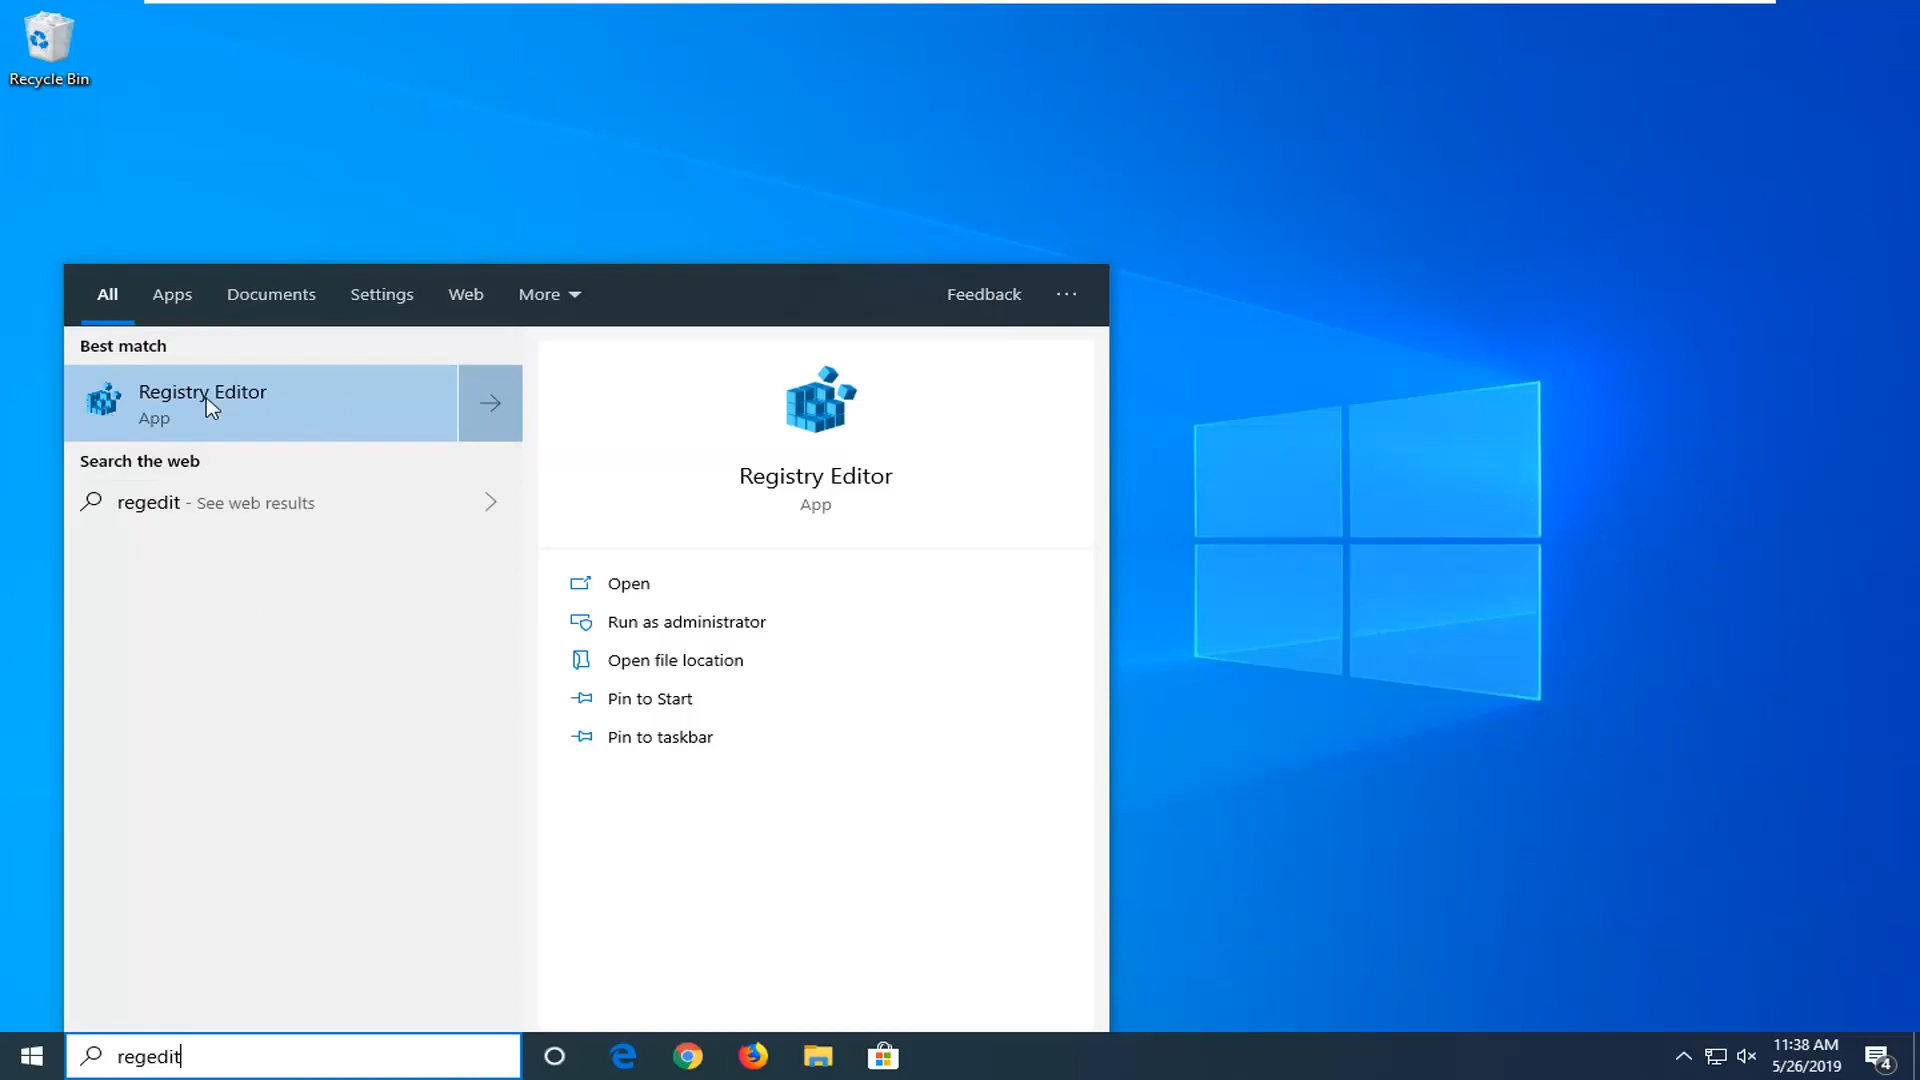 Recycle Bin
All Apps Documents Settings Web More Feedback ...
Best match
Registry Editor
App
Search the web
regedit - See web results
Registry Editor
App
Open
Run as administrator
Open file location
Pin to Start
Pin to taskbar
regedit
11:38 AM
5/26/2019
4